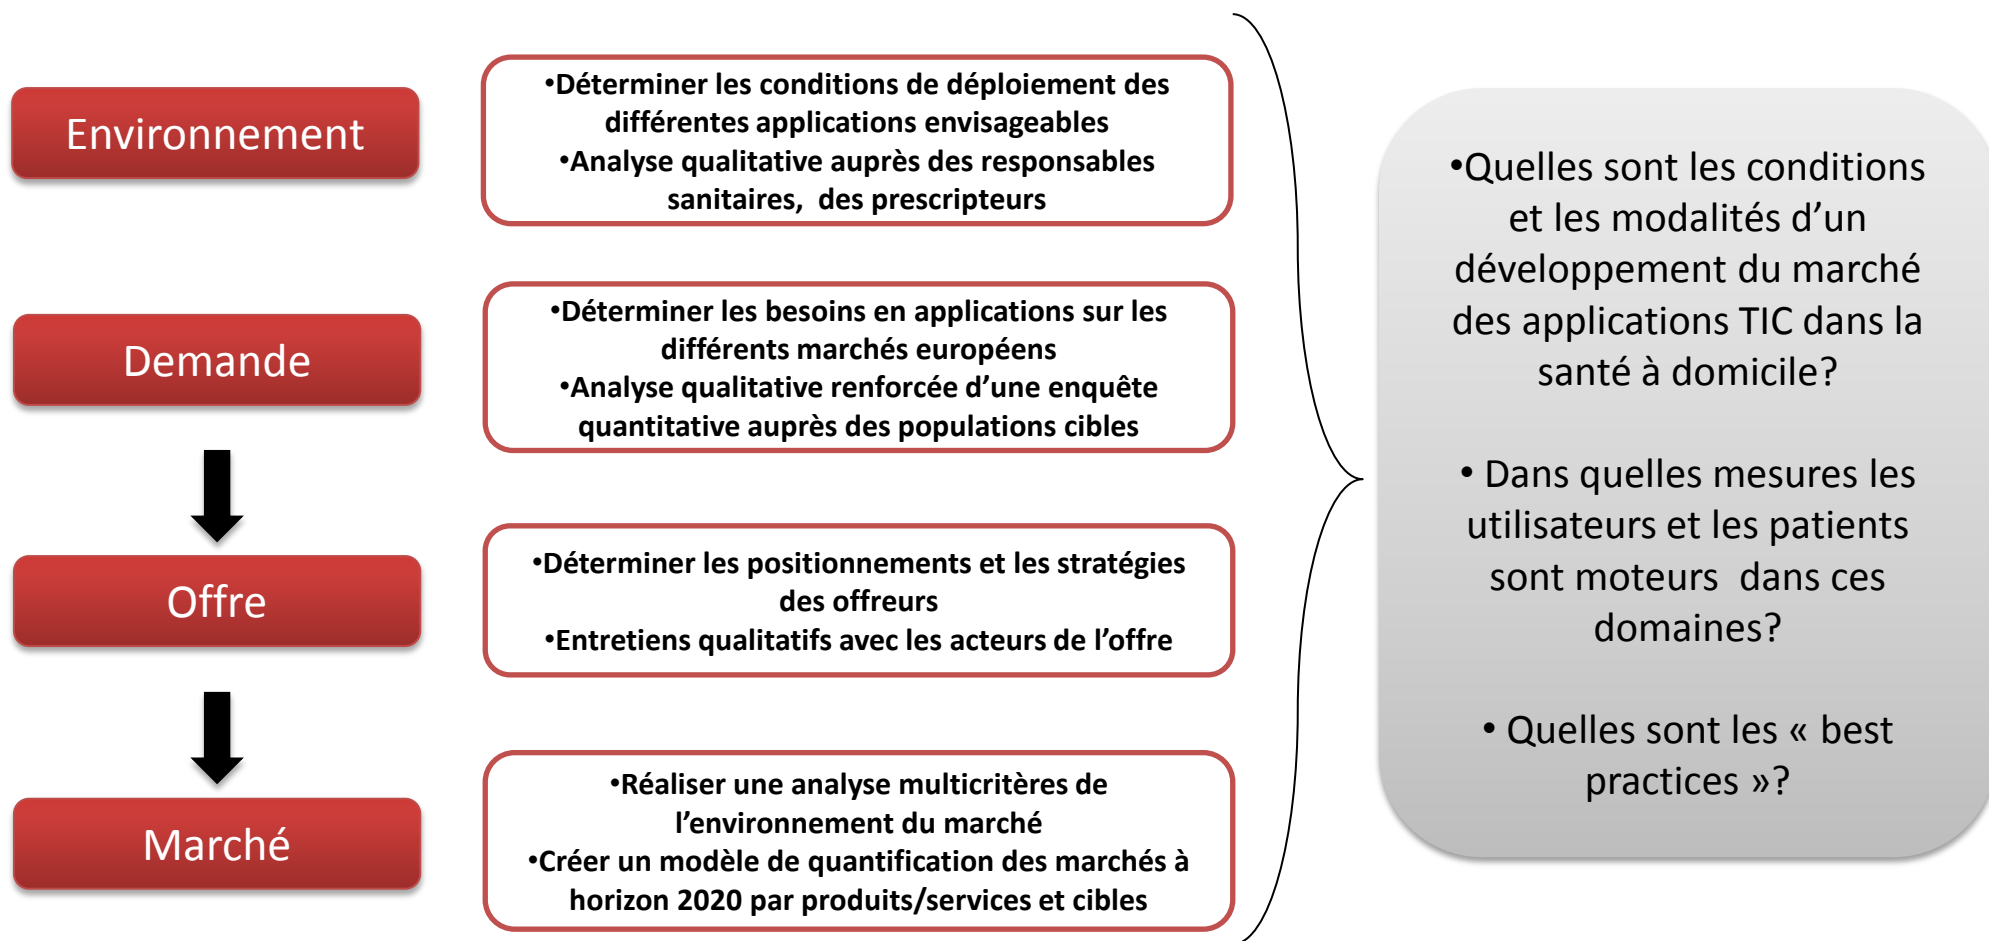 Environnement
•Déterminer les conditions de déploiement des
différentes applications envisageables
•Analyse qualitative auprès des responsables
sanitaires, des prescripteurs
Demande
•Déterminer les besoins en applications sur les
différents marchés européens
•Analyse qualitative renforcée d’une enquête
quantitative auprès des populations cibles
Offre
•Déterminer les positionnements et les stratégies
des offreurs
•Entretiens qualitatifs avec les acteurs de l’offre
Marché
•Réaliser une analyse multicritères de
l’environnement du marché
•Créer un modèle de quantification des marchés à
horizon 2020 par produits/services et cibles
•Quelles sont les conditions
et les modalités d’un
développement du marché
des applications TIC dans la
santé à domicile?
• Dans quelles mesures les
utilisateurs et les patients
sont moteurs dans ces
domaines?
• Quelles sont les « best
practices »?